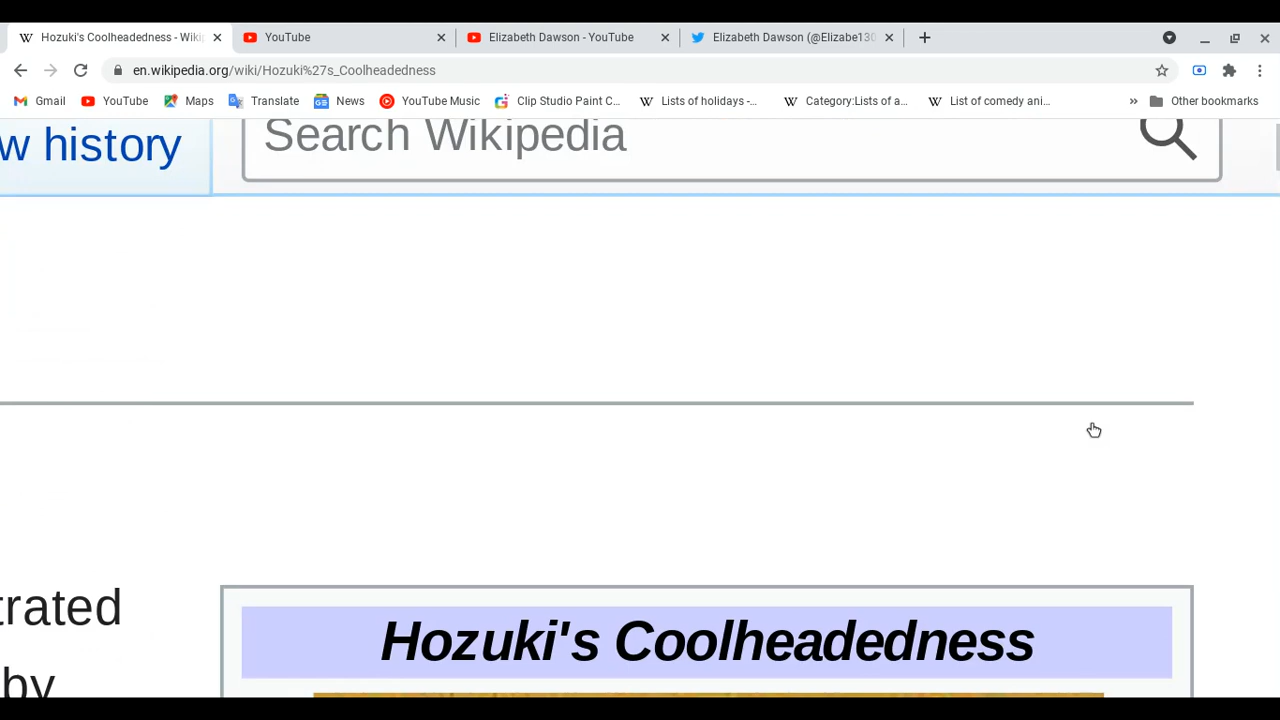 Hozuki's Coolheadedness - Wiki
YouTube
Elizabeth Dawson - YouTube
Elizabeth Dawson (@Elizabe130
en.wikipedia.org/wiki/Hozuki%27s_Coolheadedness
Gmail
YouTube
Maps
Translate
News
YouTube Music
Clip Studio Paint C...
Lists of holidays -...
Category:Lists of a...
List of comedy ani...
»
Other bookmarks
w history
Search Wikipedia
trated
by
Hozuki's Coolheadedness